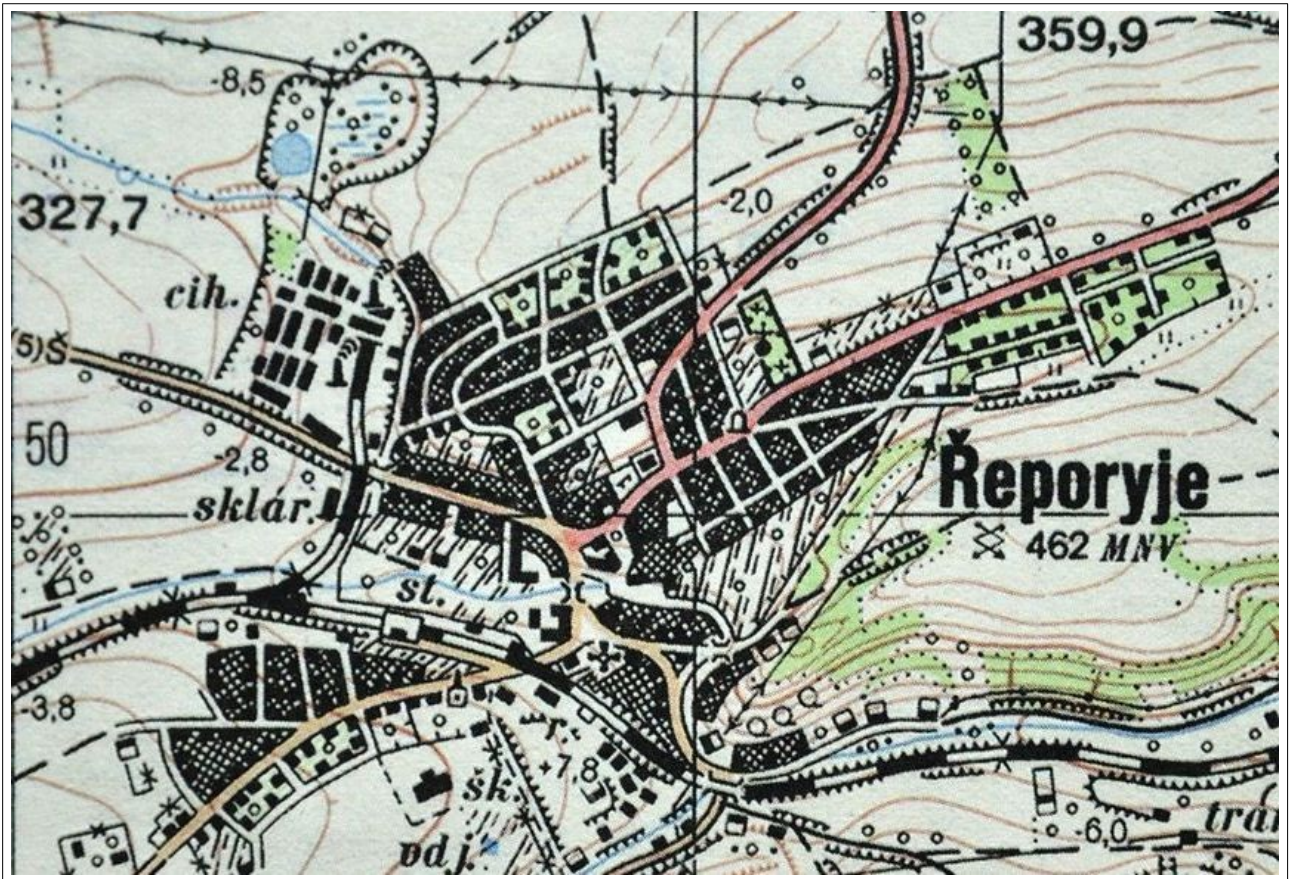 359,9
-8,5
-2,0
327,7
cih.
(5)Š
50
-2,8
Řeporyje
sklár.
462 MNV
st.
-3,8
r.
+7,8
šk.
-6,0
vdj.